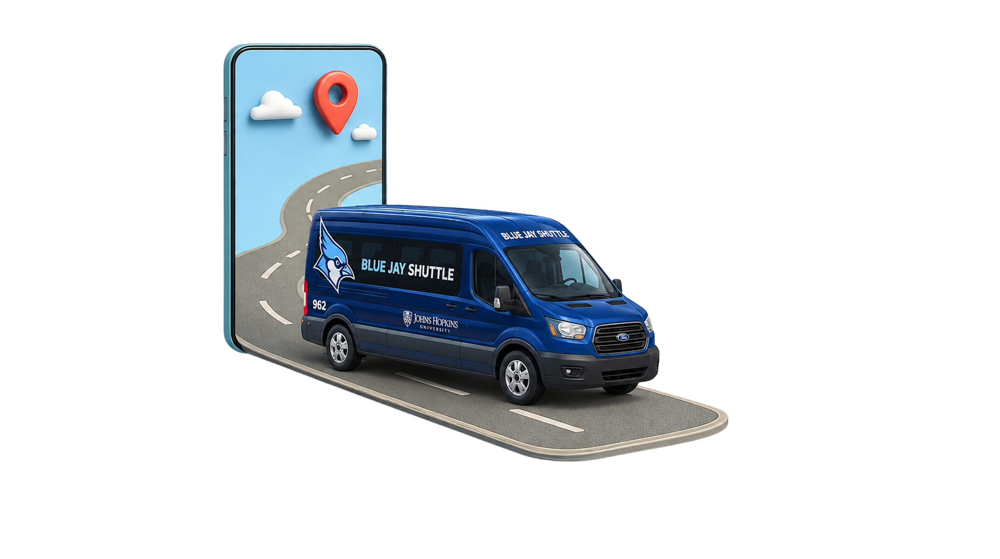 BLUE JAY SHUTTLE
BLUE JAY SHUTTLE
962
JOHNS HOPKINS
UNIVERSITY
Ford